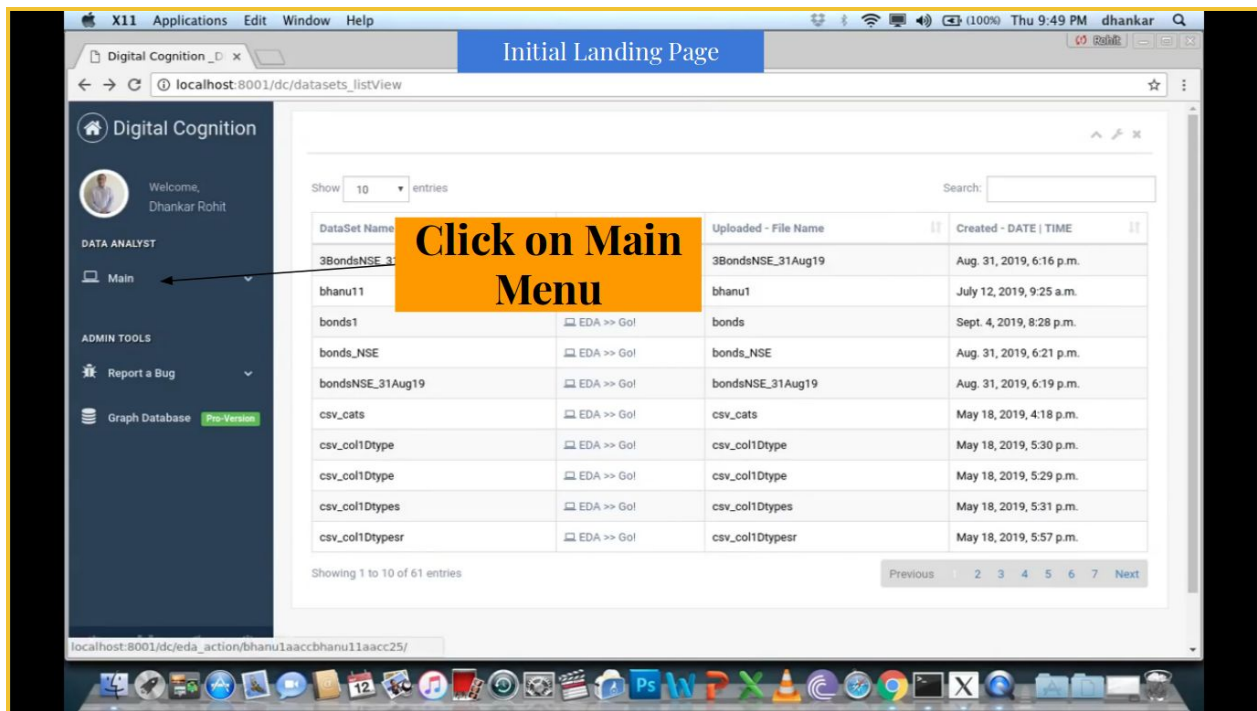 X11 Applications Edit Window Help
(100%) Thu 9:49 PM dhankar
Digital Cognition _D
Initial Landing Page
Rohit
localhost:8001/dc/datasets_listView
Digital Cognition
Welcome,
Dhankar Rohit
DATA ANALYST
Main
ADMIN TOOLS
Report a Bug
Graph Database Pro-Version
Show 10 entries
Search:
DataSet Name Uploaded - File Name Created - DATE | TIME
Click on Main
Menu
3BondsNSE_3 3BondsNSE_31Aug19 Aug. 31, 2019, 6:16 p.m.
bhanu11 bhanu1 July 12, 2019, 9:25 a.m.
bonds1 EDA >> Go! bonds Sept. 4, 2019, 8:28 p.m.
bonds_NSE EDA >> Go! bonds_NSE Aug. 31, 2019, 6:21 p.m.
bondsNSE_31Aug19 EDA >> Go! bondsNSE_31Aug19 Aug. 31, 2019, 6:19 p.m.
csv_cats EDA >> Go! csv_cats May 18, 2019, 4:18 p.m.
csv_col1Dtype EDA >> Go! csv_col1Dtype May 18, 2019, 5:30 p.m.
csv_col1Dtype EDA >> Go! csv_col1Dtype May 18, 2019, 5:29 p.m.
csv_col1Dtypes EDA >> Go! csv_col1Dtypes May 18, 2019, 5:31 p.m.
csv_col1Dtypesr EDA >> Go! csv_col1Dtypesr May 18, 2019, 5:57 p.m.
Showing 1 to 10 of 61 entries
Previous 1 2 3 4 5 6 7 Next
localhost:8001/dc/eda_action/bhanu1aaccbhanu11aacc25/
12
Ps